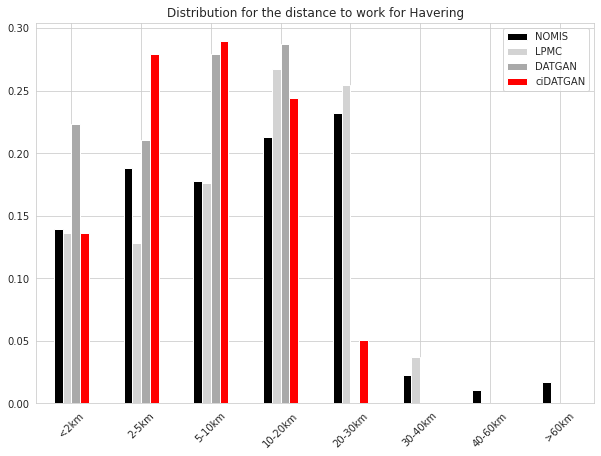 Distribution for the distance to work for Havering
NOMIS
LPMC
DATGAN
ciDATGAN
0.30
0.25
0.20
0.15
0.10
0.05
0.00
<2km
2-5km
5-10km
10-20km
20-30km
30-40km
40-60km
>60km